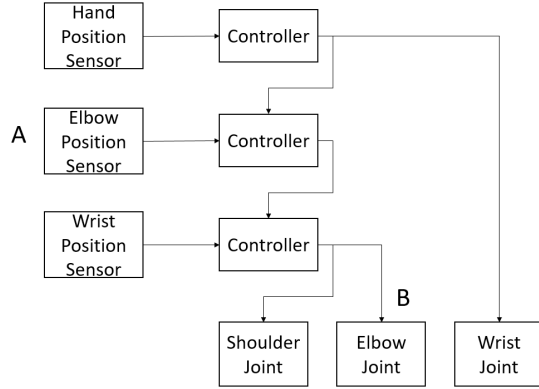 Hand
Position
Sensor
Controller
A
Elbow
Position
Sensor
Controller
Wrist
Position
Sensor
Controller
B
Shoulder
Joint
Elbow
Joint
Wrist
Joint